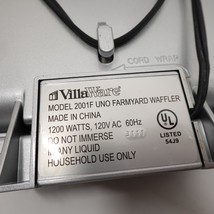 CORD WRAP
VillaWare
MODEL 2001F UNO FARMYARD WAFFLER
MADE IN CHINA
1200 WATTS, 120V AC 60Hz
DO NOT IMMERSE
IN ANY LIQUID
HOUSEHOLD USE ONLY
UL
LISTED
54J9